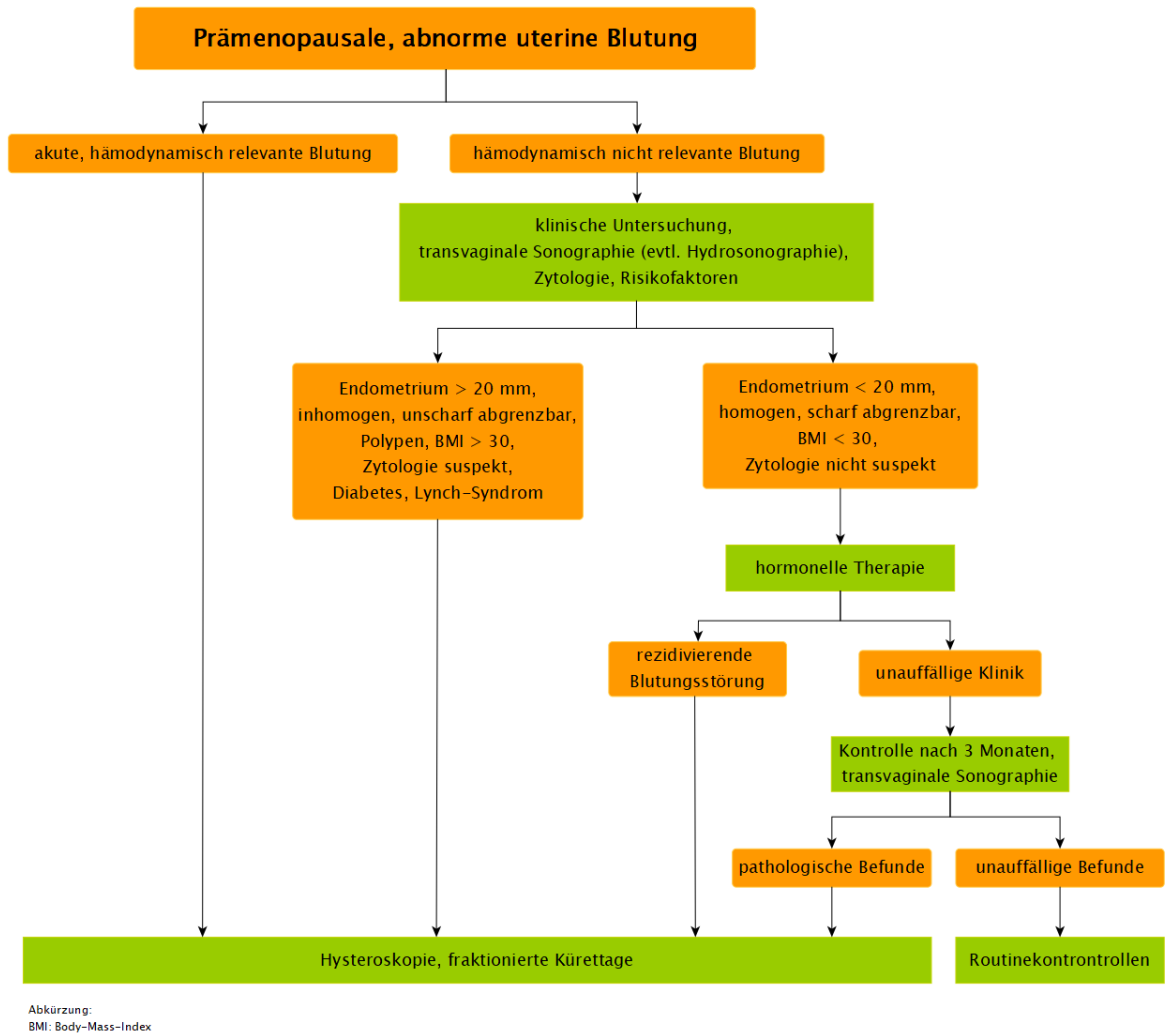 Prämenopausale, abnorme uterine Blutung
akute, hämodynamisch relevante Blutung
hämodynamisch nicht relevante Blutung
klinische Untersuchung,
transvaginale Sonographie (evtl. Hydrosonographie),
Zytologie, Risikofaktoren
Endometrium > 20 mm,
inhomogen, unscharf abgrenzbar,
Polypen, BMI > 30,
Zytologie suspekt,
Diabetes, Lynch-Syndrom
Endometrium < 20 mm,
homogen, scharf abgrenzbar,
BMI < 30,
Zytologie nicht suspekt
hormonelle Therapie
rezidivierende
Blutungsstörung
unauffällige Klinik
Kontrolle nach 3 Monaten,
transvaginale Sonographie
pathologische Befunde
unauffällige Befunde
Hysteroskopie, fraktionierte Kürettage
Routinekontrontrollen
Abkürzung:
BMI: Body-Mass-Index